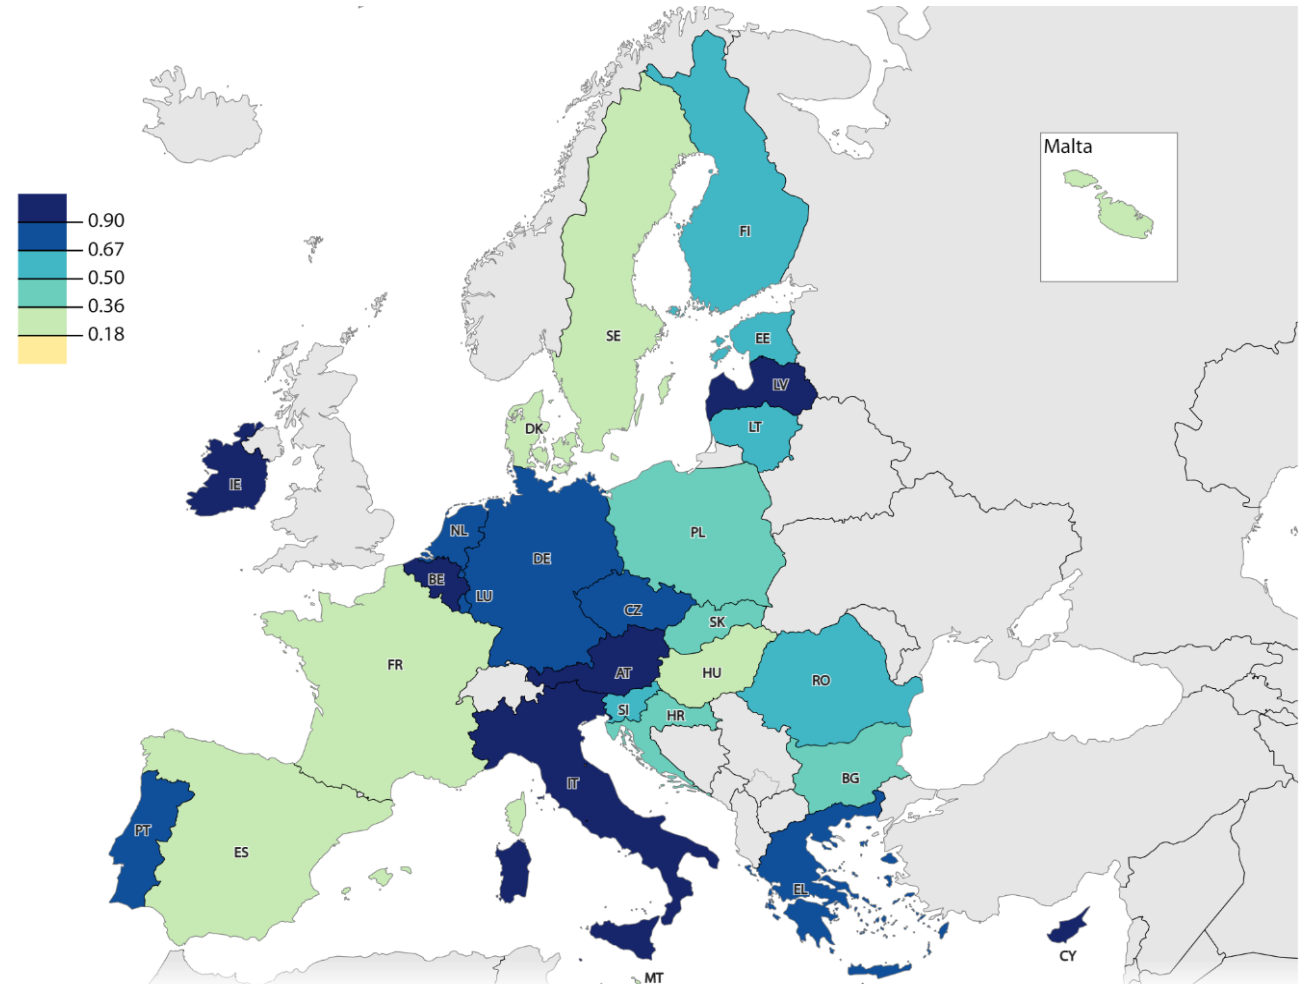 Malta
0.90
0.67
0.50
0.36
0.18
FI
SE
EE
LV
LT
DK
IE
NL
PL
DE
BE
LU
CZ
SK
FR
AT
HU
RO
SI
HR
IT
BG
PT
ES
EL
CY
MT